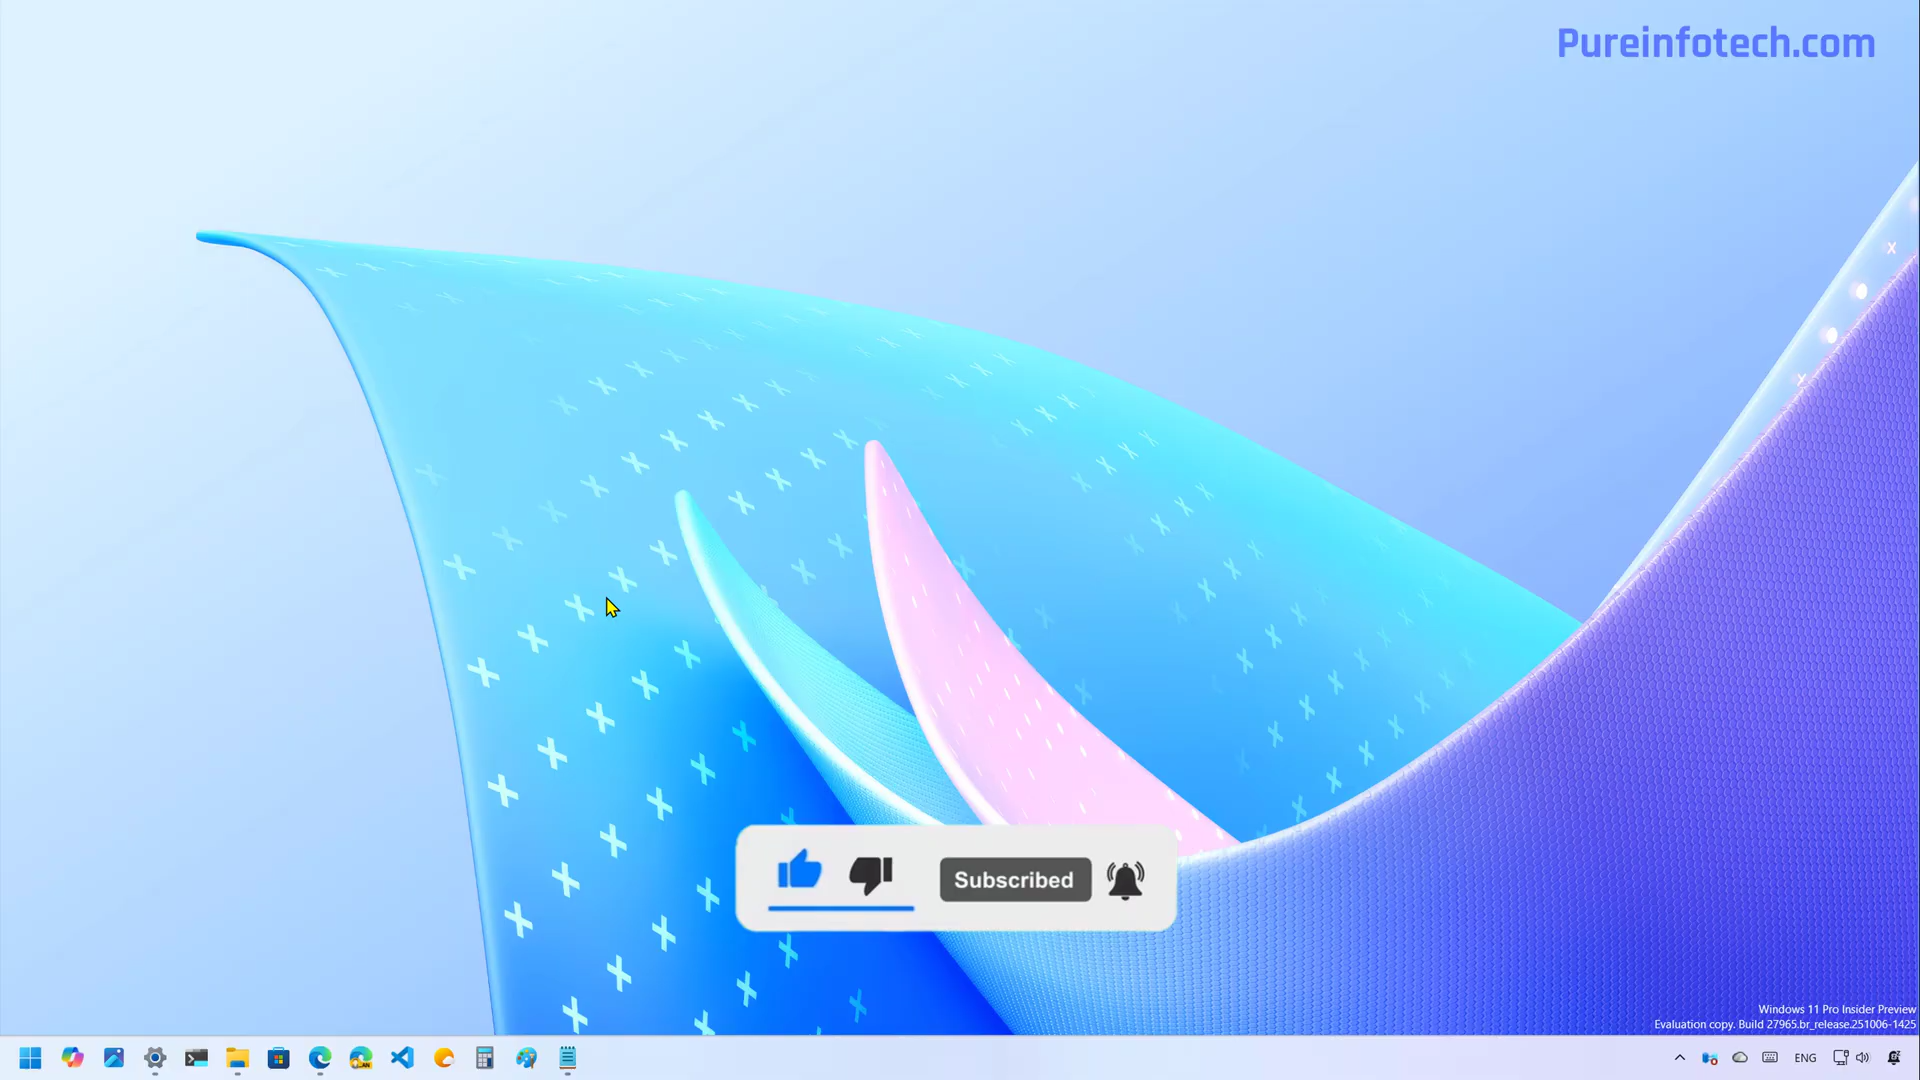 Pureinfotech.com
Subscribed
Windows 11 Pro Insider Preview
Evaluation copy. Build 27965.br_release.251006-1425
ENG